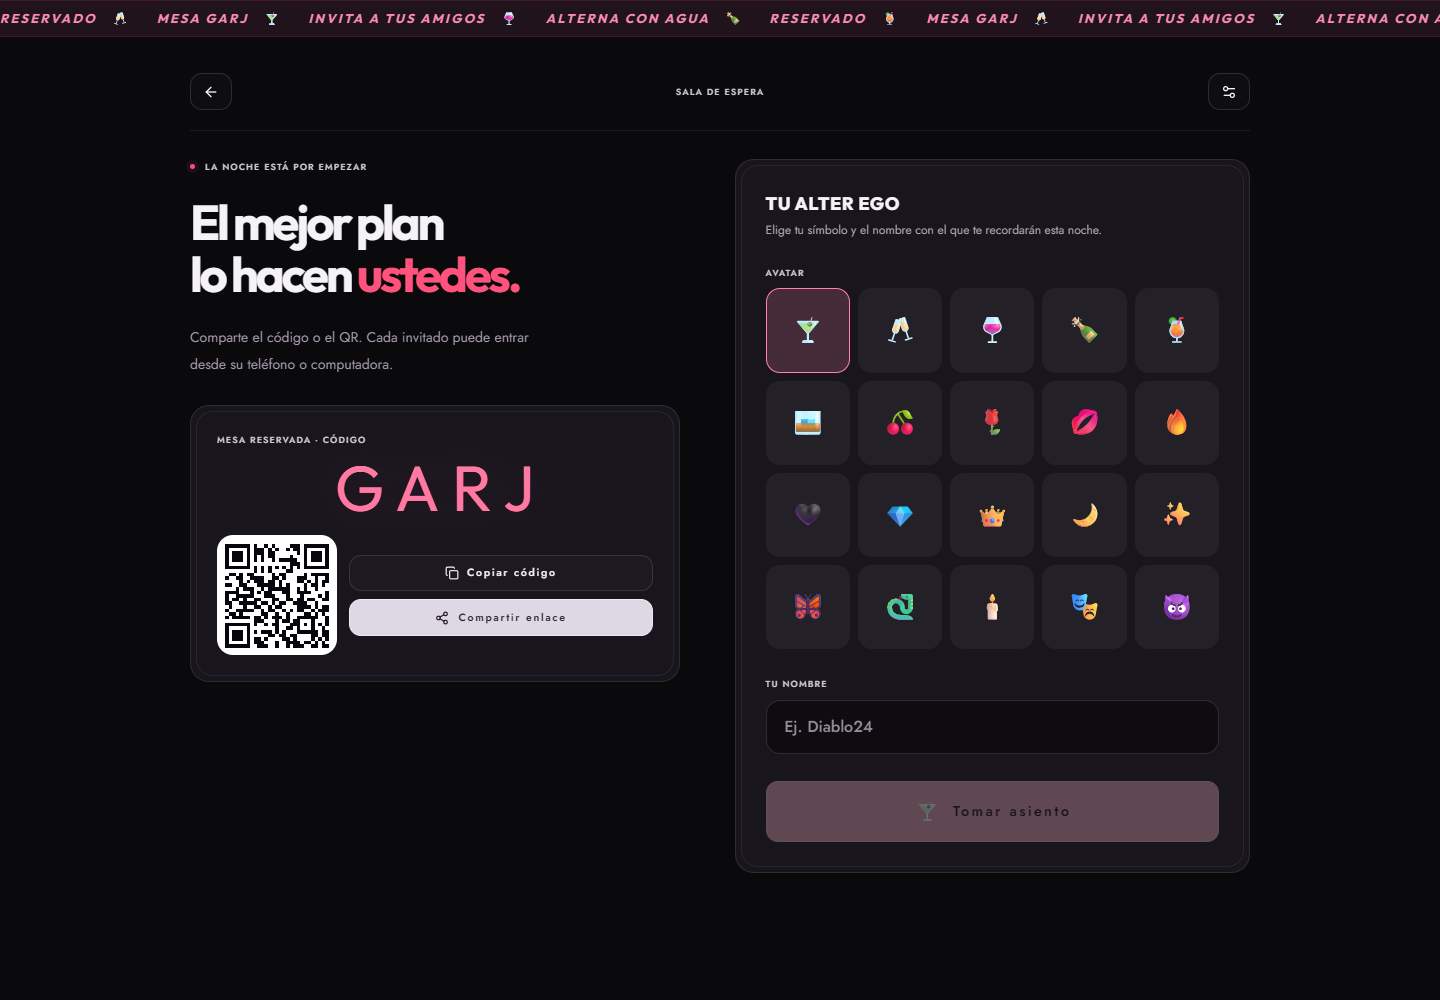 RESERVADO MESA GARJ INVITA A TUS AMIGOS ALTERNA CON AGUA RESERVADO MESA GARJ INVITA A TUS AMIGOS ALTERNA CON
SALA DE ESPERA
LA NOCHE ESTÁ POR EMPEZAR
El mejor plan
lo hacen ustedes.
Comparte el código o el QR. Cada invitado puede entrar
desde su teléfono o computadora.
MESA RESERVADA · CÓDIGO
GARJ
Copiar código
Compartir enlace
TU ALTER EGO
Elige tu símbolo y el nombre con el que te recordarán esta noche.
AVATAR
TU NOMBRE
Ej. Diablo24
Tomar asiento